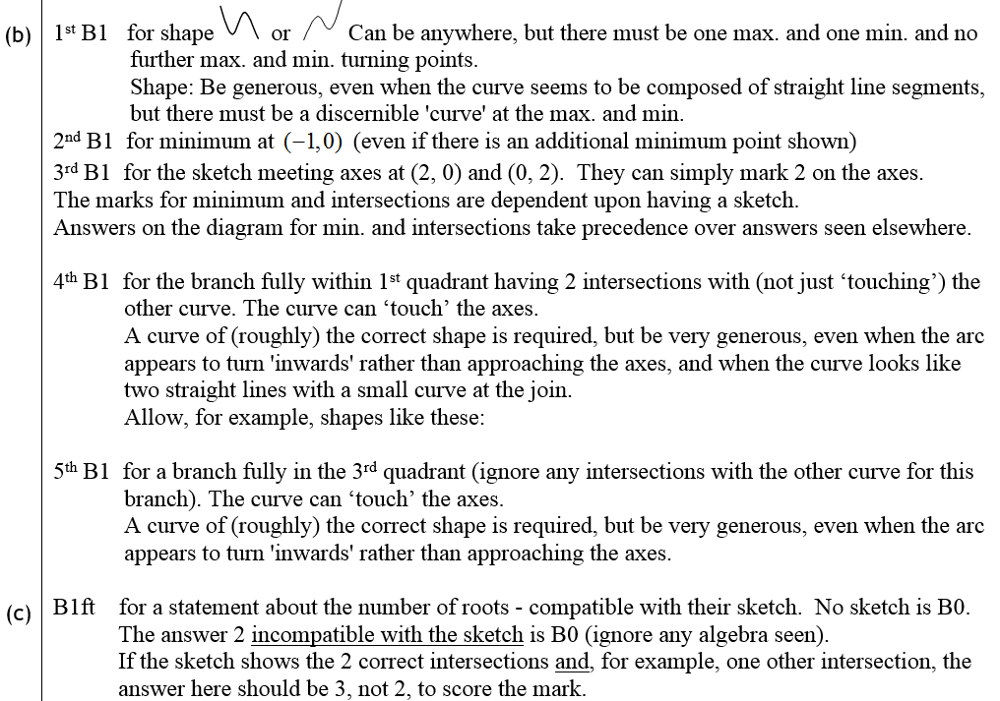 (b) 1st B1 for shape or Can be anywhere, but there must be one max. and one min. and no
further max. and min. turning points.
Shape: Be generous, even when the curve seems to be composed of straight line segments,
but there must be a discernible 'curve' at the max. and min.
2nd B1 for minimum at (−1,0) (even if there is an additional minimum point shown)
3rd B1 for the sketch meeting axes at (2, 0) and (0, 2). They can simply mark 2 on the axes.
The marks for minimum and intersections are dependent upon having a sketch.
Answers on the diagram for min. and intersections take precedence over answers seen elsewhere.
4th B1 for the branch fully within 1st quadrant having 2 intersections with (not just ‘touching’) the
other curve. The curve can ‘touch’ the axes.
A curve of (roughly) the correct shape is required, but be very generous, even when the arc
appears to turn 'inwards' rather than approaching the axes, and when the curve looks like
two straight lines with a small curve at the join.
Allow, for example, shapes like these:
5th B1 for a branch fully in the 3rd quadrant (ignore any intersections with the other curve for this
branch). The curve can ‘touch’ the axes.
A curve of (roughly) the correct shape is required, but be very generous, even when the arc
appears to turn 'inwards' rather than approaching the axes.
(c) B1ft for a statement about the number of roots - compatible with their sketch. No sketch is B0.
The answer 2 incompatible with the sketch is B0 (ignore any algebra seen).
If the sketch shows the 2 correct intersections and, for example, one other intersection, the
answer here should be 3, not 2, to score the mark.